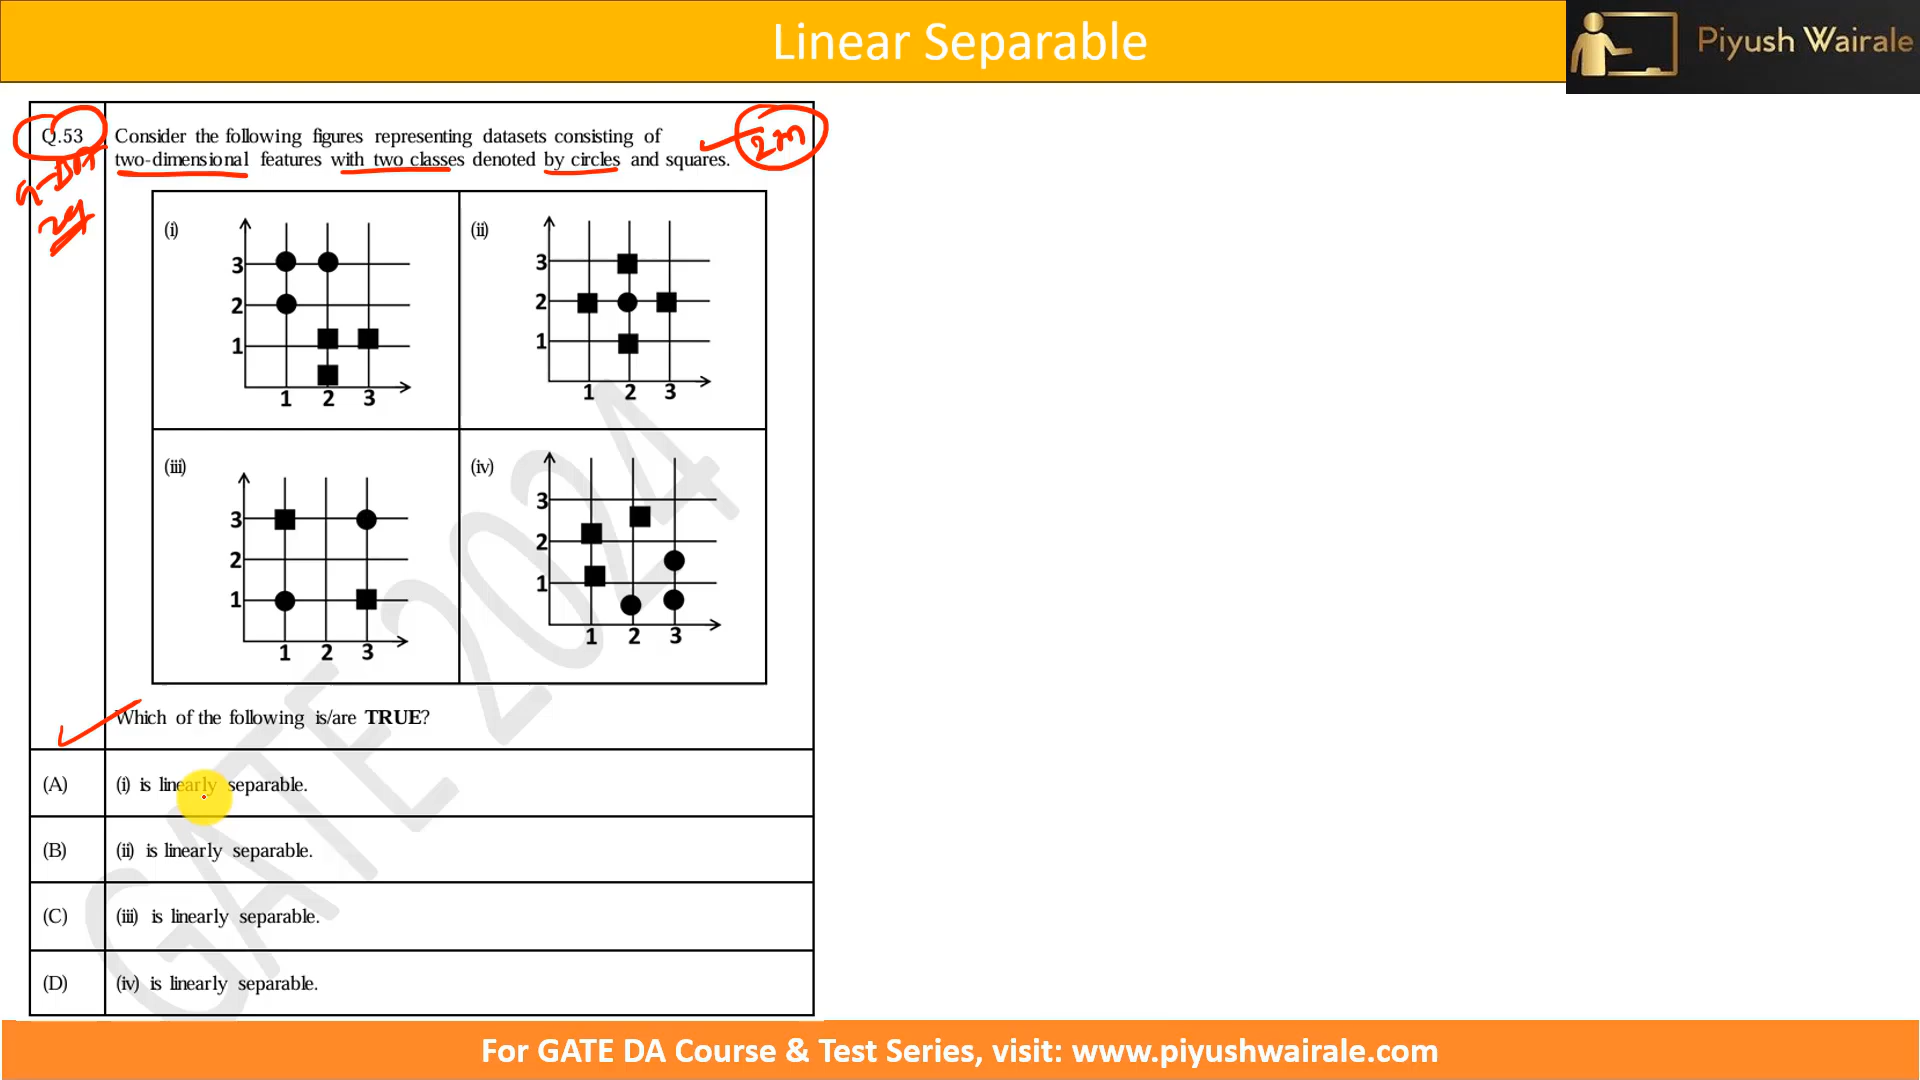 Linear Separable
Piyush Wairale
Q.53
Consider the following figures representing datasets consisting of
two-dimensional features with two classes denoted by circles and squares.
2m
(i)
3
2
1
1 2 3
(ii)
3
2
1
1 2 3
(iii)
3
2
1
1 2 3
(iv)
3
2
1
1 2 3
GATE 2024
Which of the following is/are TRUE?
(A) (i) is linearly separable.
(B) (ii) is linearly separable.
(C) (iii) is linearly separable.
(D) (iv) is linearly separable.
For GATE DA Course & Test Series, visit: www.piyushwairale.com